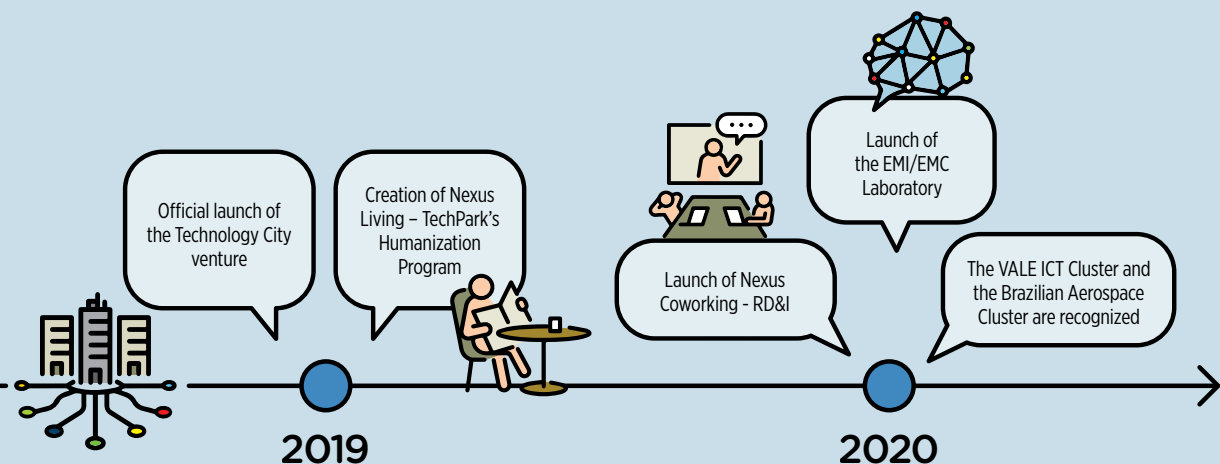 Official launch of
the Technology City
venture
Creation of Nexus
Living – TechPark's
Humanization
Program
2019
Launch of Nexus
Coworking - RD&I
Launch of
the EMI/EMC
Laboratory
The VALE ICT Cluster and
the Brazilian Aerospace
Cluster are recognized
2020